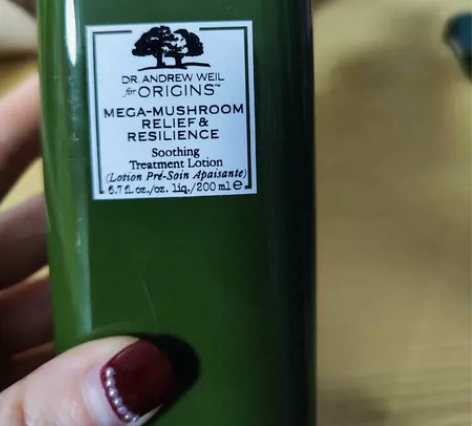 DR. ANDREW WEIL
for ORIGINS™
MEGA-MUSHROOM
RELIEF &
RESILIENCE
Soothing
Treatment Lotion
(Lotion Pré-Soin Apaisante)
6.7 fl. oz./oz. liq./200 ml ℮